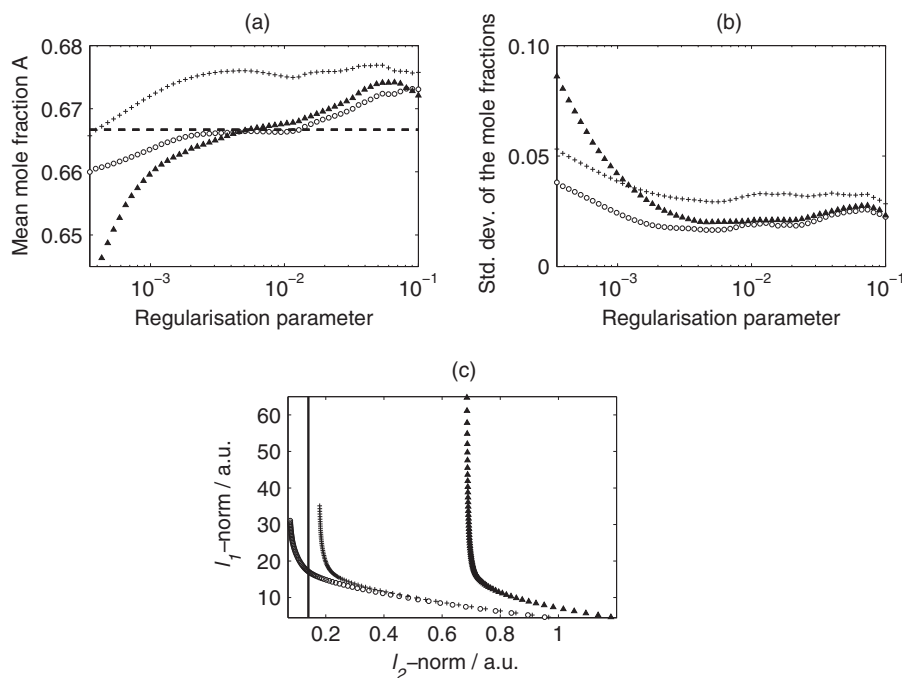 (a)
Mean mole fraction A
0.68
0.67
0.66
0.65
10⁻³
10⁻²
10⁻¹
Regularisation parameter
(b)
Std. dev. of the mole fractions
0.10
0.05
0
10⁻³
10⁻²
10⁻¹
Regularisation parameter
(c)
l₁–norm / a.u.
60
50
40
30
20
10
0.2
0.4
0.6
0.8
1
l₂–norm / a.u.